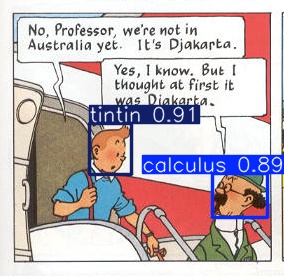 No, Professor, we're not in
Australia yet. It's Djakarta.
Yes, I know. But I
thought at first it
was Djakarta.
tintin 0.91
calculus 0.89